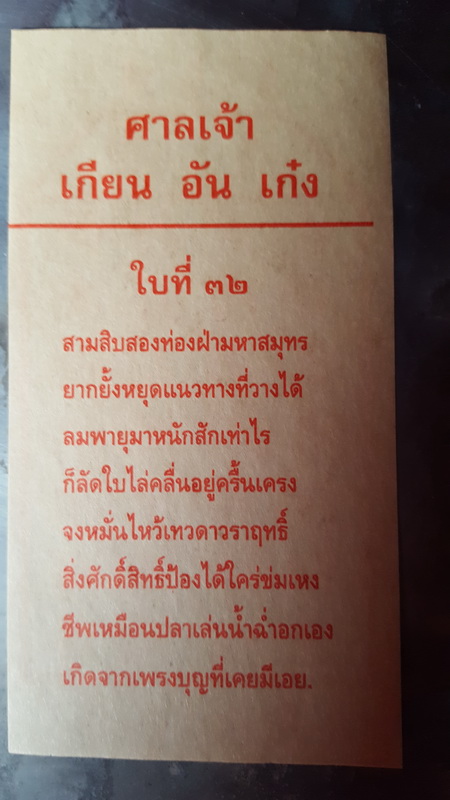 ศาลเจ้า
เกียน อัน เก๋ง
ใบที่ ๓๒
สามสิบสองท่องฝ่ามหาสมุทร
ยากยั้งหยุดแนวทางที่วางได้
ลมพายุมาหนักสักเท่าไร
ก็ลัดใบไล่คลื่นอยู่ครื้นเครง
จงหมั่นไหว้เทวดาวราฤทธิ์
สิ่งศักดิ์สิทธิ์ป้องได้ใคร่ข่มเหง
ชีพเหมือนปลาเล่นน้ำฉ่ำอกเอง
เกิดจากเพรงบุญที่เคยมีเอย.